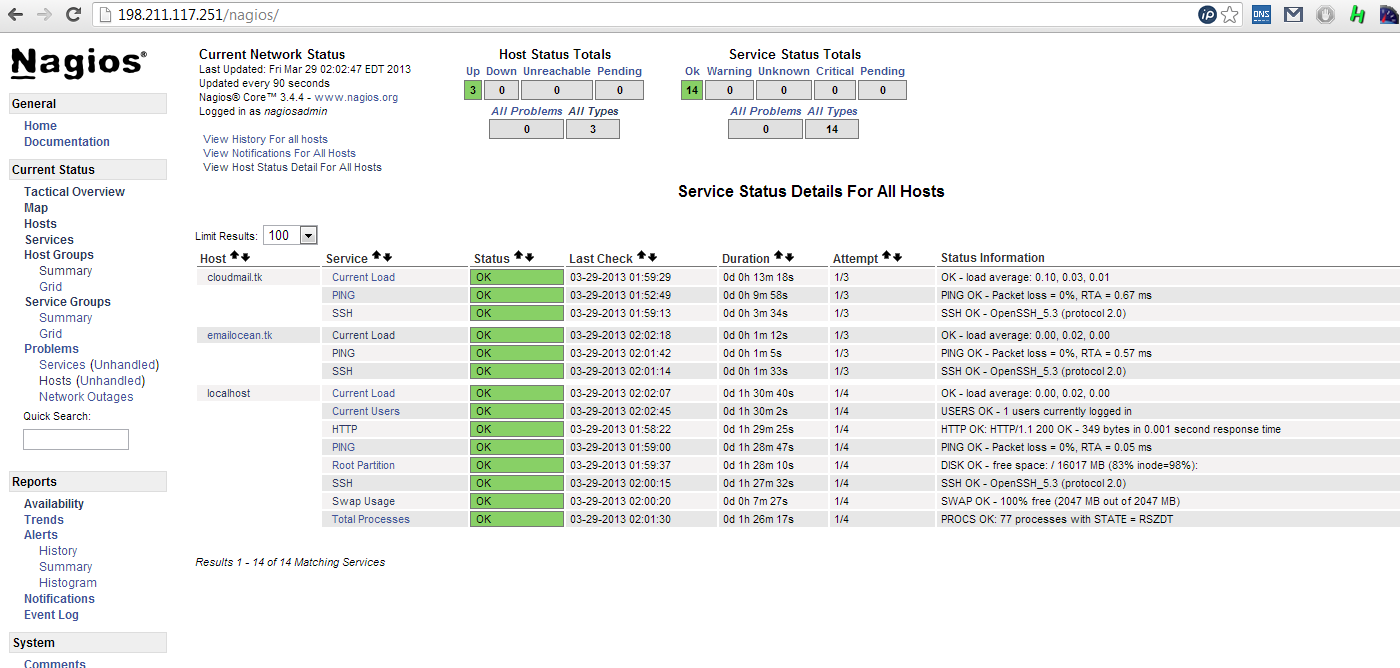 198.211.117.251/nagios/
ip
DNS
Nagios®
General
Home
Documentation
Current Status
Tactical Overview
Map
Hosts
Services
Host Groups
Summary
Grid
Service Groups
Summary
Grid
Problems
Services (Unhandled)
Hosts (Unhandled)
Network Outages
Quick Search:
Reports
Availability
Trends
Alerts
History
Summary
Histogram
Notifications
Event Log
System
Comments
Current Network Status
Last Updated: Fri Mar 29 02:02:47 EDT 2013
Updated every 90 seconds
Nagios® Core™ 3.4.4 - www.nagios.org
Logged in as nagiosadmin
View History For all hosts
View Notifications For All Hosts
View Host Status Detail For All Hosts
Host Status Totals
Up Down Unreachable Pending
3 0 0 0
All Problems All Types
0 3
Service Status Totals
Ok Warning Unknown Critical Pending
14 0 0 0 0
All Problems All Types
0 14
Service Status Details For All Hosts
Limit Results: 100
Host Service Status Last Check Duration Attempt Status Information
cloudmail.tk Current Load OK 03-29-2013 01:59:29 0d 0h 13m 18s 1/3 OK - load average: 0.10, 0.03, 0.01
PING OK 03-29-2013 01:52:49 0d 0h 9m 58s 1/3 PING OK - Packet loss = 0%, RTA = 0.67 ms
SSH OK 03-29-2013 01:59:13 0d 0h 3m 34s 1/3 SSH OK - OpenSSH_5.3 (protocol 2.0)
emailocean.tk Current Load OK 03-29-2013 02:02:18 0d 0h 1m 12s 1/3 OK - load average: 0.00, 0.02, 0.00
PING OK 03-29-2013 02:01:42 0d 0h 1m 5s 1/3 PING OK - Packet loss = 0%, RTA = 0.57 ms
SSH OK 03-29-2013 02:01:14 0d 0h 1m 33s 1/3 SSH OK - OpenSSH_5.3 (protocol 2.0)
localhost Current Load OK 03-29-2013 02:02:07 0d 1h 30m 40s 1/4 OK - load average: 0.00, 0.02, 0.00
Current Users OK 03-29-2013 02:02:45 0d 1h 30m 2s 1/4 USERS OK - 1 users currently logged in
HTTP OK 03-29-2013 01:58:22 0d 1h 29m 25s 1/4 HTTP OK: HTTP/1.1 200 OK - 349 bytes in 0.001 second response time
PING OK 03-29-2013 01:59:00 0d 1h 28m 47s 1/4 PING OK - Packet loss = 0%, RTA = 0.05 ms
Root Partition OK 03-29-2013 01:59:37 0d 1h 28m 10s 1/4 DISK OK - free space: / 16017 MB (83% inode=98%):
SSH OK 03-29-2013 02:00:15 0d 1h 27m 32s 1/4 SSH OK - OpenSSH_5.3 (protocol 2.0)
Swap Usage OK 03-29-2013 02:00:20 0d 0h 7m 27s 1/4 SWAP OK - 100% free (2047 MB out of 2047 MB)
Total Processes OK 03-29-2013 02:01:30 0d 1h 26m 17s 1/4 PROCS OK: 77 processes with STATE = RSZDT
Results 1 - 14 of 14 Matching Services